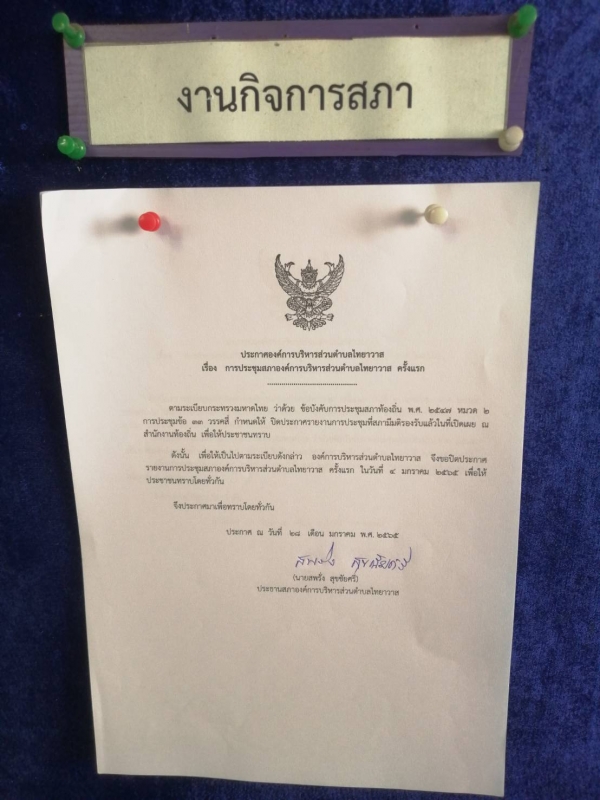 งานกิจการสภา
ประกาศองค์การบริหารส่วนตำบลไทยาวาส
เรื่อง การประชุมสภาองค์การบริหารส่วนตำบลไทยาวาส ครั้งแรก
ตามระเบียบกระทรวงมหาดไทย ว่าด้วย ข้อบังคับการประชุมสภาท้องถิ่น พ.ศ. ๒๕๔๗ หมวด ๒
การประชุมข้อ ๓๓ วรรคสี่ กำหนดให้ ปิดประกาศรายงานการประชุมที่สภามีมติรองรับแล้วในที่เปิดเผย ณ
สำนักงานท้องถิ่น เพื่อให้ประชาชนทราบ
ดังนั้น เพื่อให้เป็นไปตามระเบียบดังกล่าว องค์การบริหารส่วนตำบลไทยาวาส จึงขอปิดประกาศ
รายงานการประชุมสภาองค์การบริหารส่วนตำบลไทยาวาส ครั้งแรก ในวันที่ ๔ มกราคม ๒๕๖๕ เพื่อให้
ประชาชนทราบโดยทั่วกัน
จึงประกาศมาเพื่อทราบโดยทั่วกัน
ประกาศ ณ วันที่ ๒๘ เดือน มกราคม พ.ศ. ๒๕๖๕
(นายสพรั่ง สุขชัยศรี)
ประธานสภาองค์การบริหารส่วนตำบลไทยาวาส